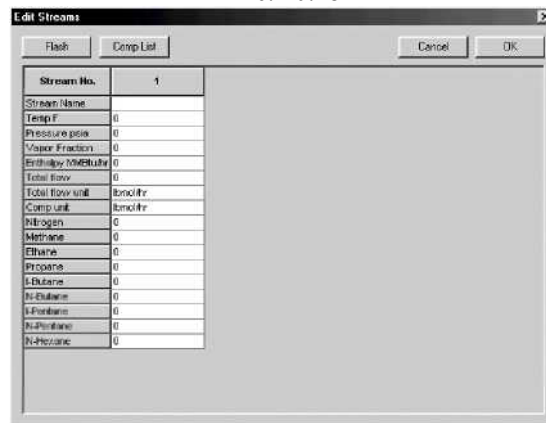 Edit Streams
Flash Comp List Cancel OK
Stream No. 1
Stream Name
Temp F 0
Pressure psia 0
Vapor Fraction 0
Enthalpy MMBtu/hr 0
Total flow 0
Total flow unit lbmol/hr
Comp unit lbmol/hr
Nitrogen 0
Methane 0
Ethane 0
Propane 0
I-Butane 0
N-Butane 0
I-Pentane 0
N-Pentane 0
N-Hexane 0